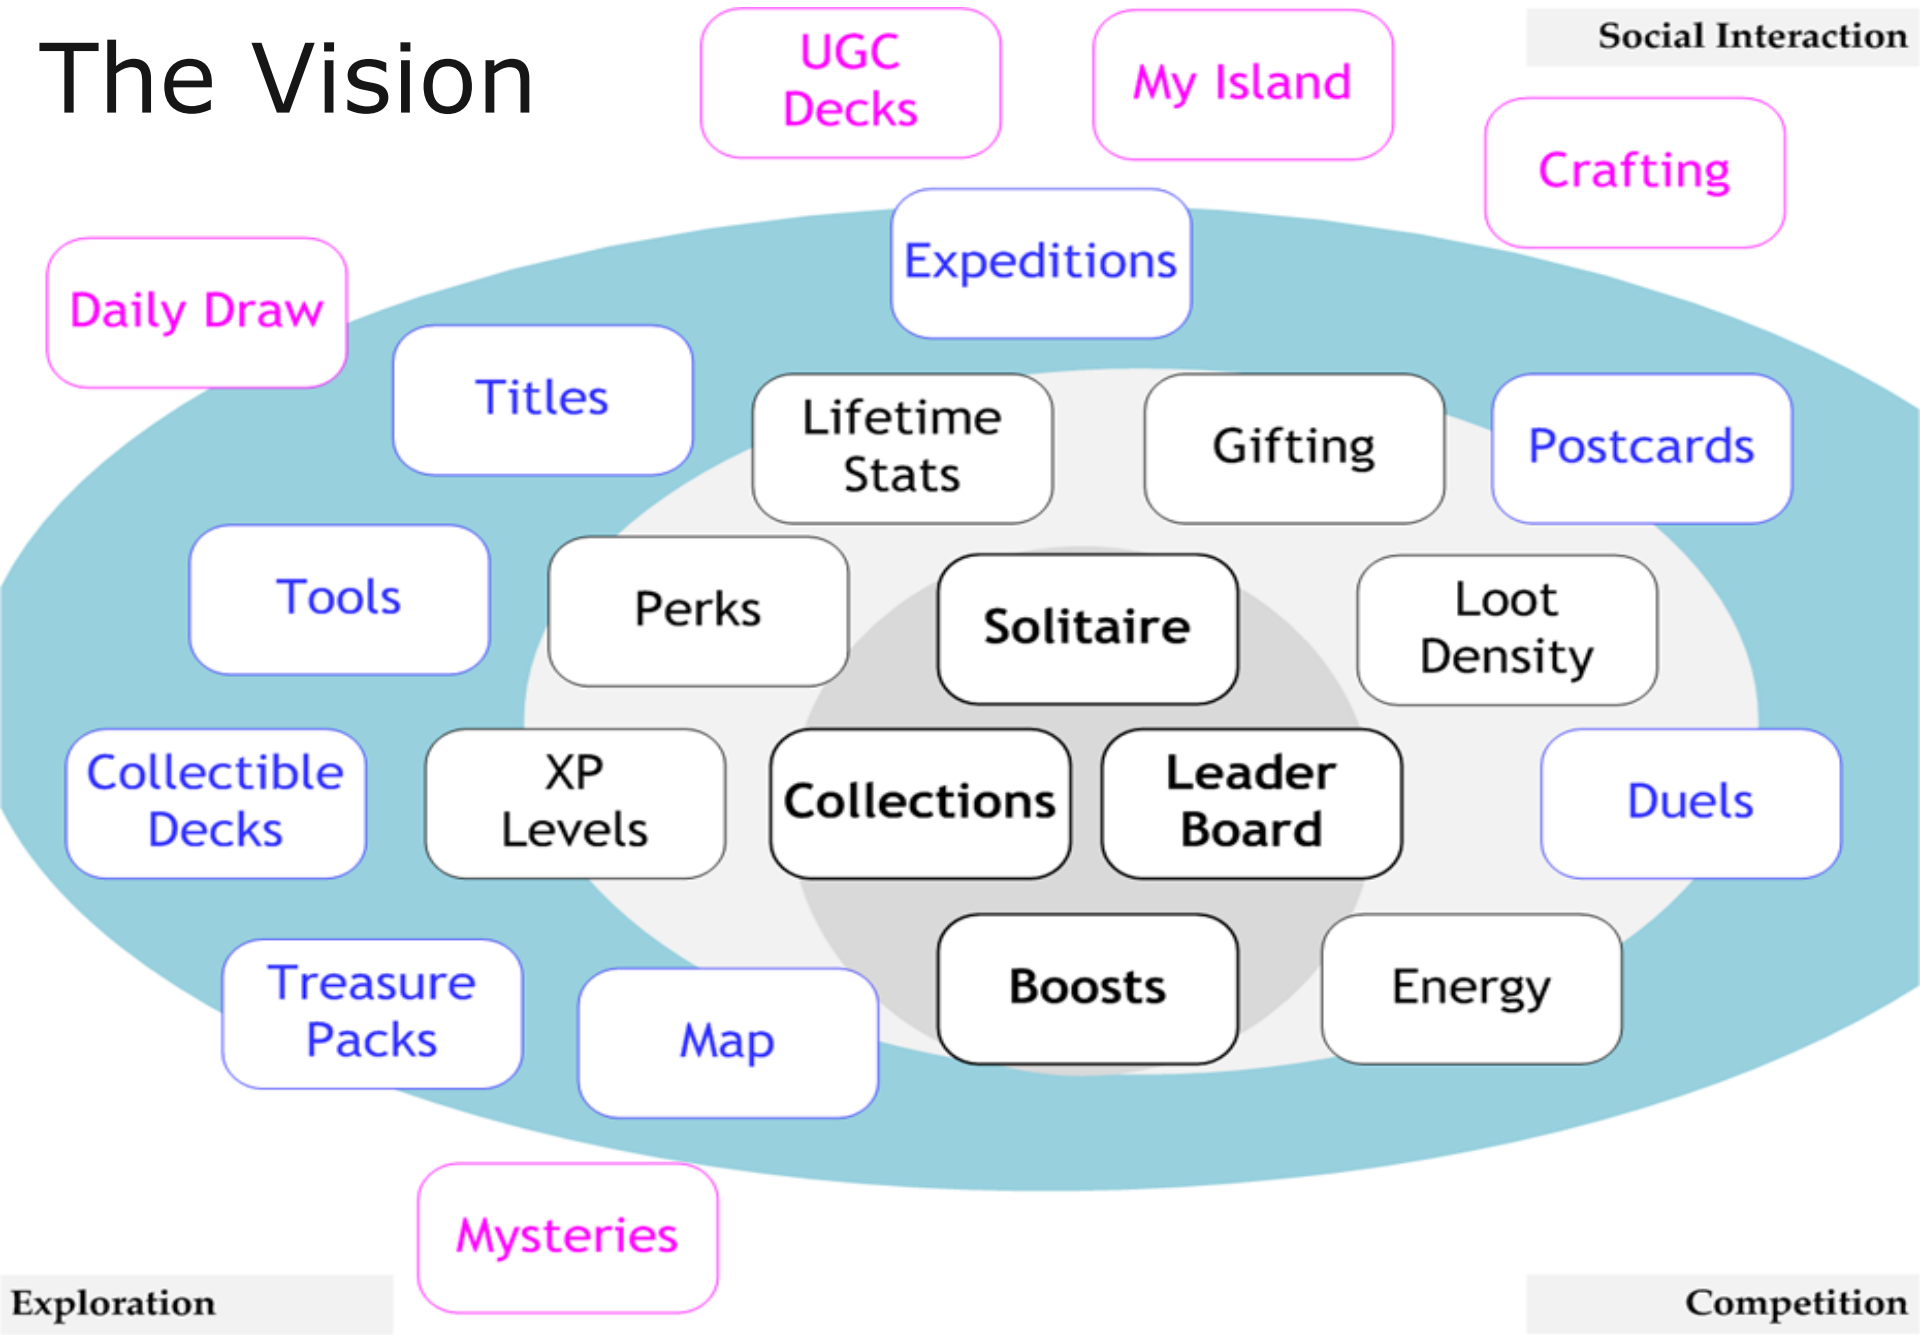 The Vision
UGC
Decks
My Island
Social Interaction
Crafting
Expeditions
Daily Draw
Titles
Lifetime
Stats
Gifting
Postcards
Tools
Perks
Solitaire
Loot
Density
Collectible
Decks
XP
Levels
Collections
Leader
Board
Duels
Treasure
Packs
Map
Boosts
Energy
Mysteries
Exploration
Competition